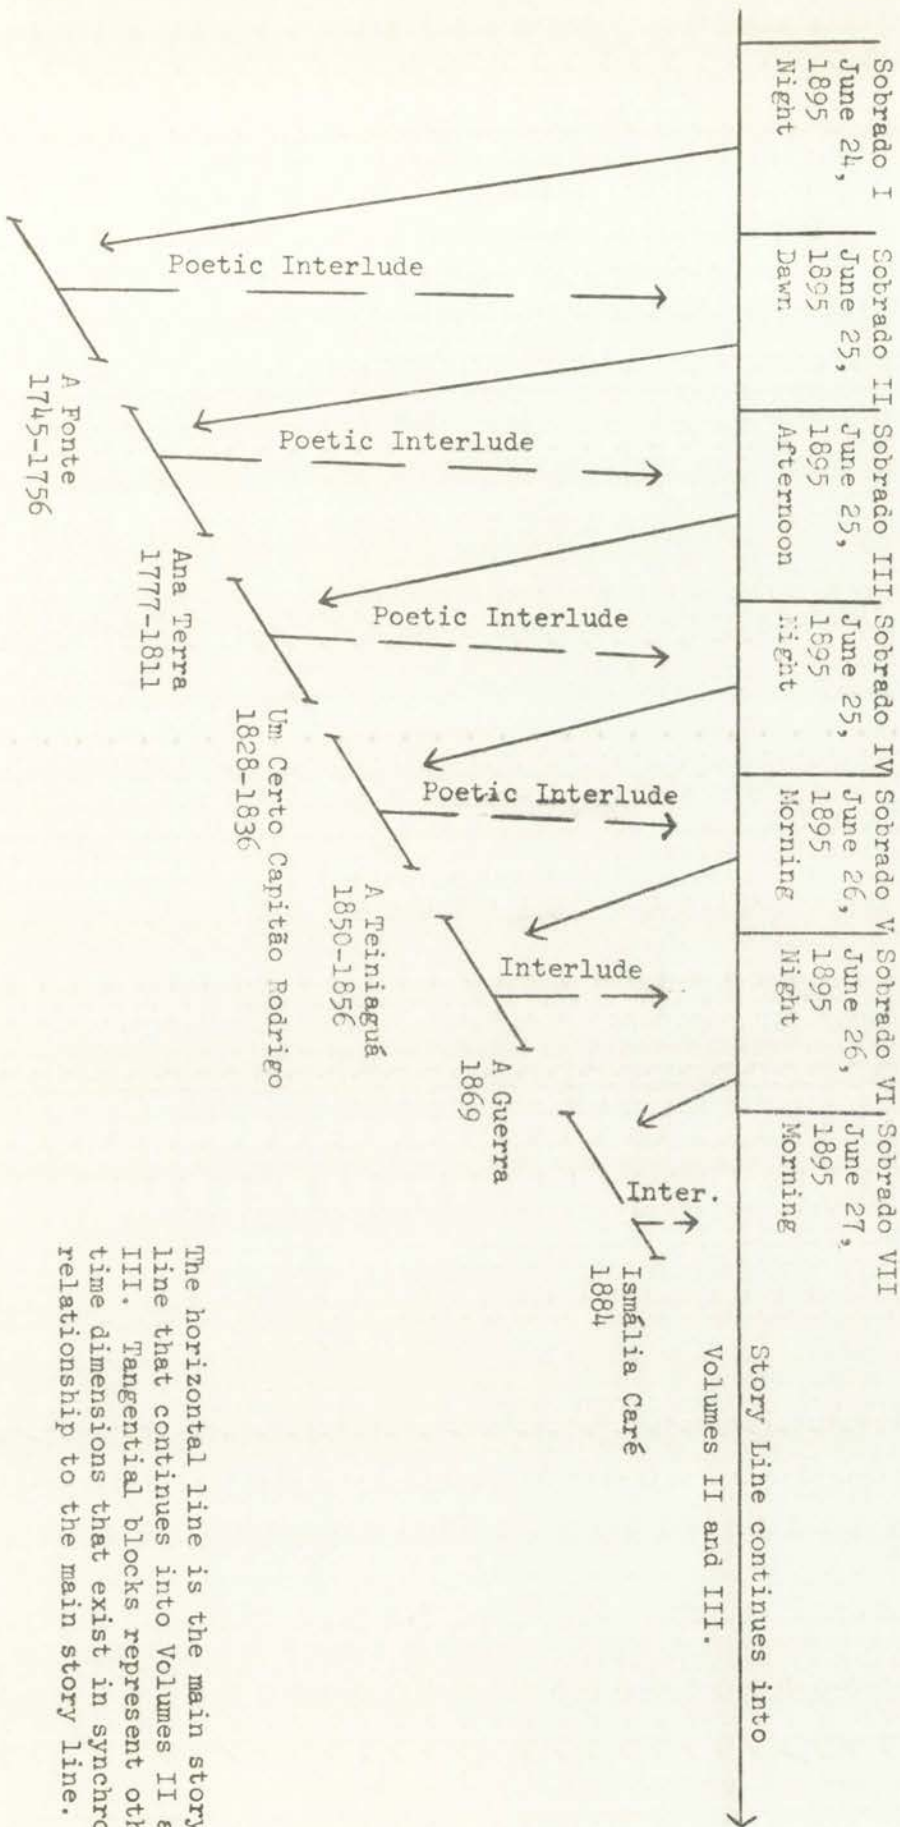 Sobrado I
June 24,
1895
Night
Sobrado II
June 25,
1895
Dawn
Sobrado III
June 25,
1895
Afternoon
Sobrado IV
June 25,
1895
Night
Sobrado V
June 26,
1895
Morning
Sobrado VI
June 26,
1895
Night
Sobrado VII
June 27,
1895
Morning
Story Line continues into
Volumes II and III.
Poetic Interlude
Poetic Interlude
Poetic Interlude
Poetic Interlude
Interlude
Inter.
A Fonte
1745-1756
Ana Terra
1777-1811
Um Certo Capitão Rodrigo
1828-1836
A Teiniaguá
1850-1856
A Guerra
1869
Ismália Caré
1884
The horizontal line is the main story
line that continues into Volumes II
III. Tangential blocks represent
time dimensions that exist in
relationship to the main story line.